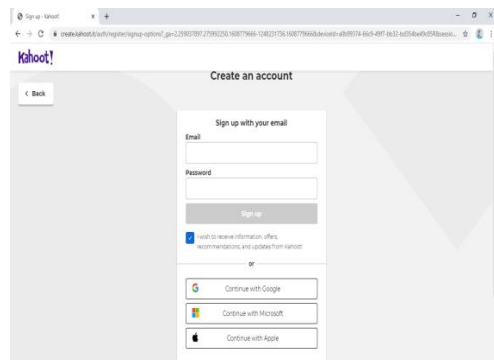 Sign up - Kahoot!
Kahoot!
Create an account
< Back
Sign up with your email
Email
Password
Sign up
I wish to receive information, offers,
recommendations, and updates from Kahoot!
or
Continue with Google
Continue with Microsoft
Continue with Apple